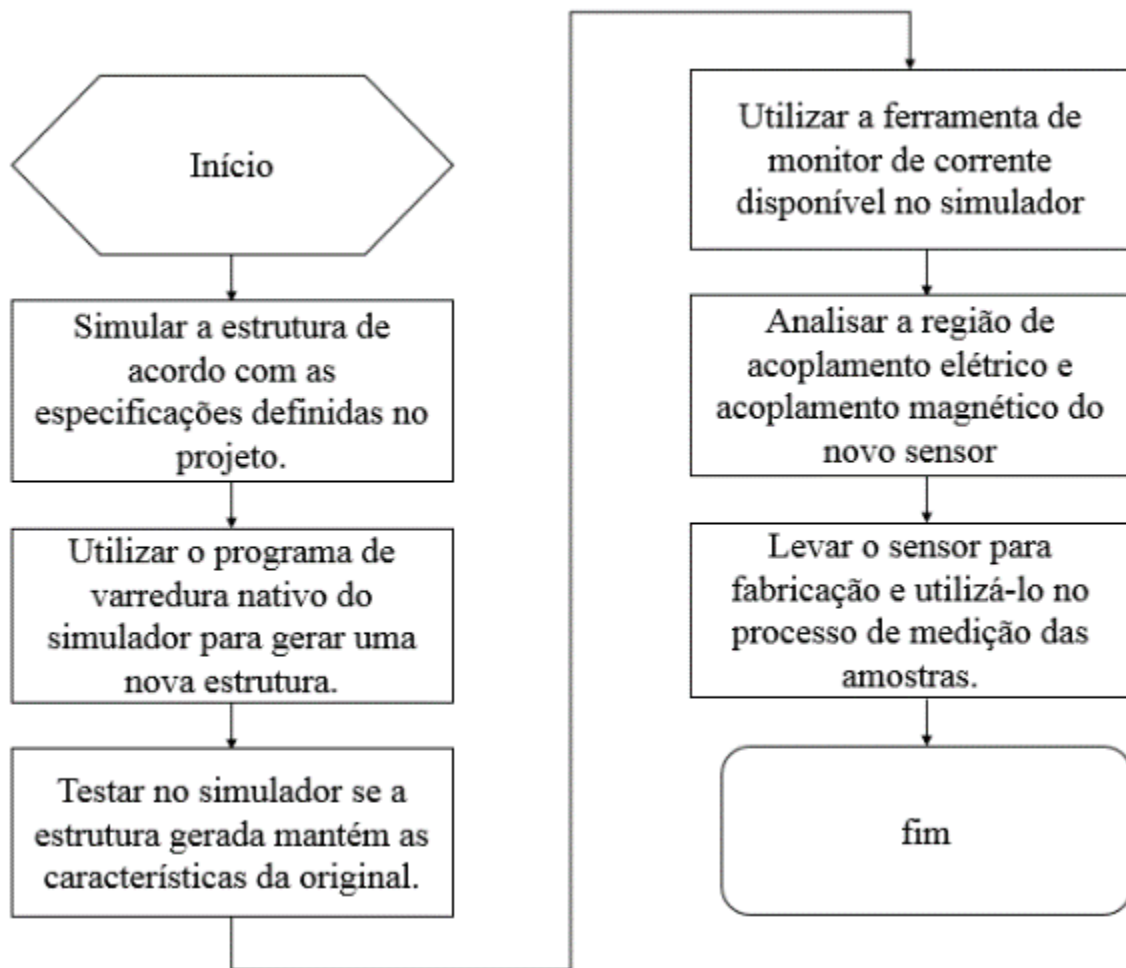 Início
Simular a estrutura de
acordo com as
especificações definidas no
projeto.
Utilizar o programa de
varredura nativo do
simulador para gerar uma
nova estrutura.
Testar no simulador se a
estrutura gerada mantém as
características da original.
Utilizar a ferramenta de
monitor de corrente
disponível no simulador
Analisar a região de
acoplamento elétrico e
acoplamento magnético do
novo sensor
Levar o sensor para
fabricação e utilizá-lo no
processo de medição das
amostras.
fim